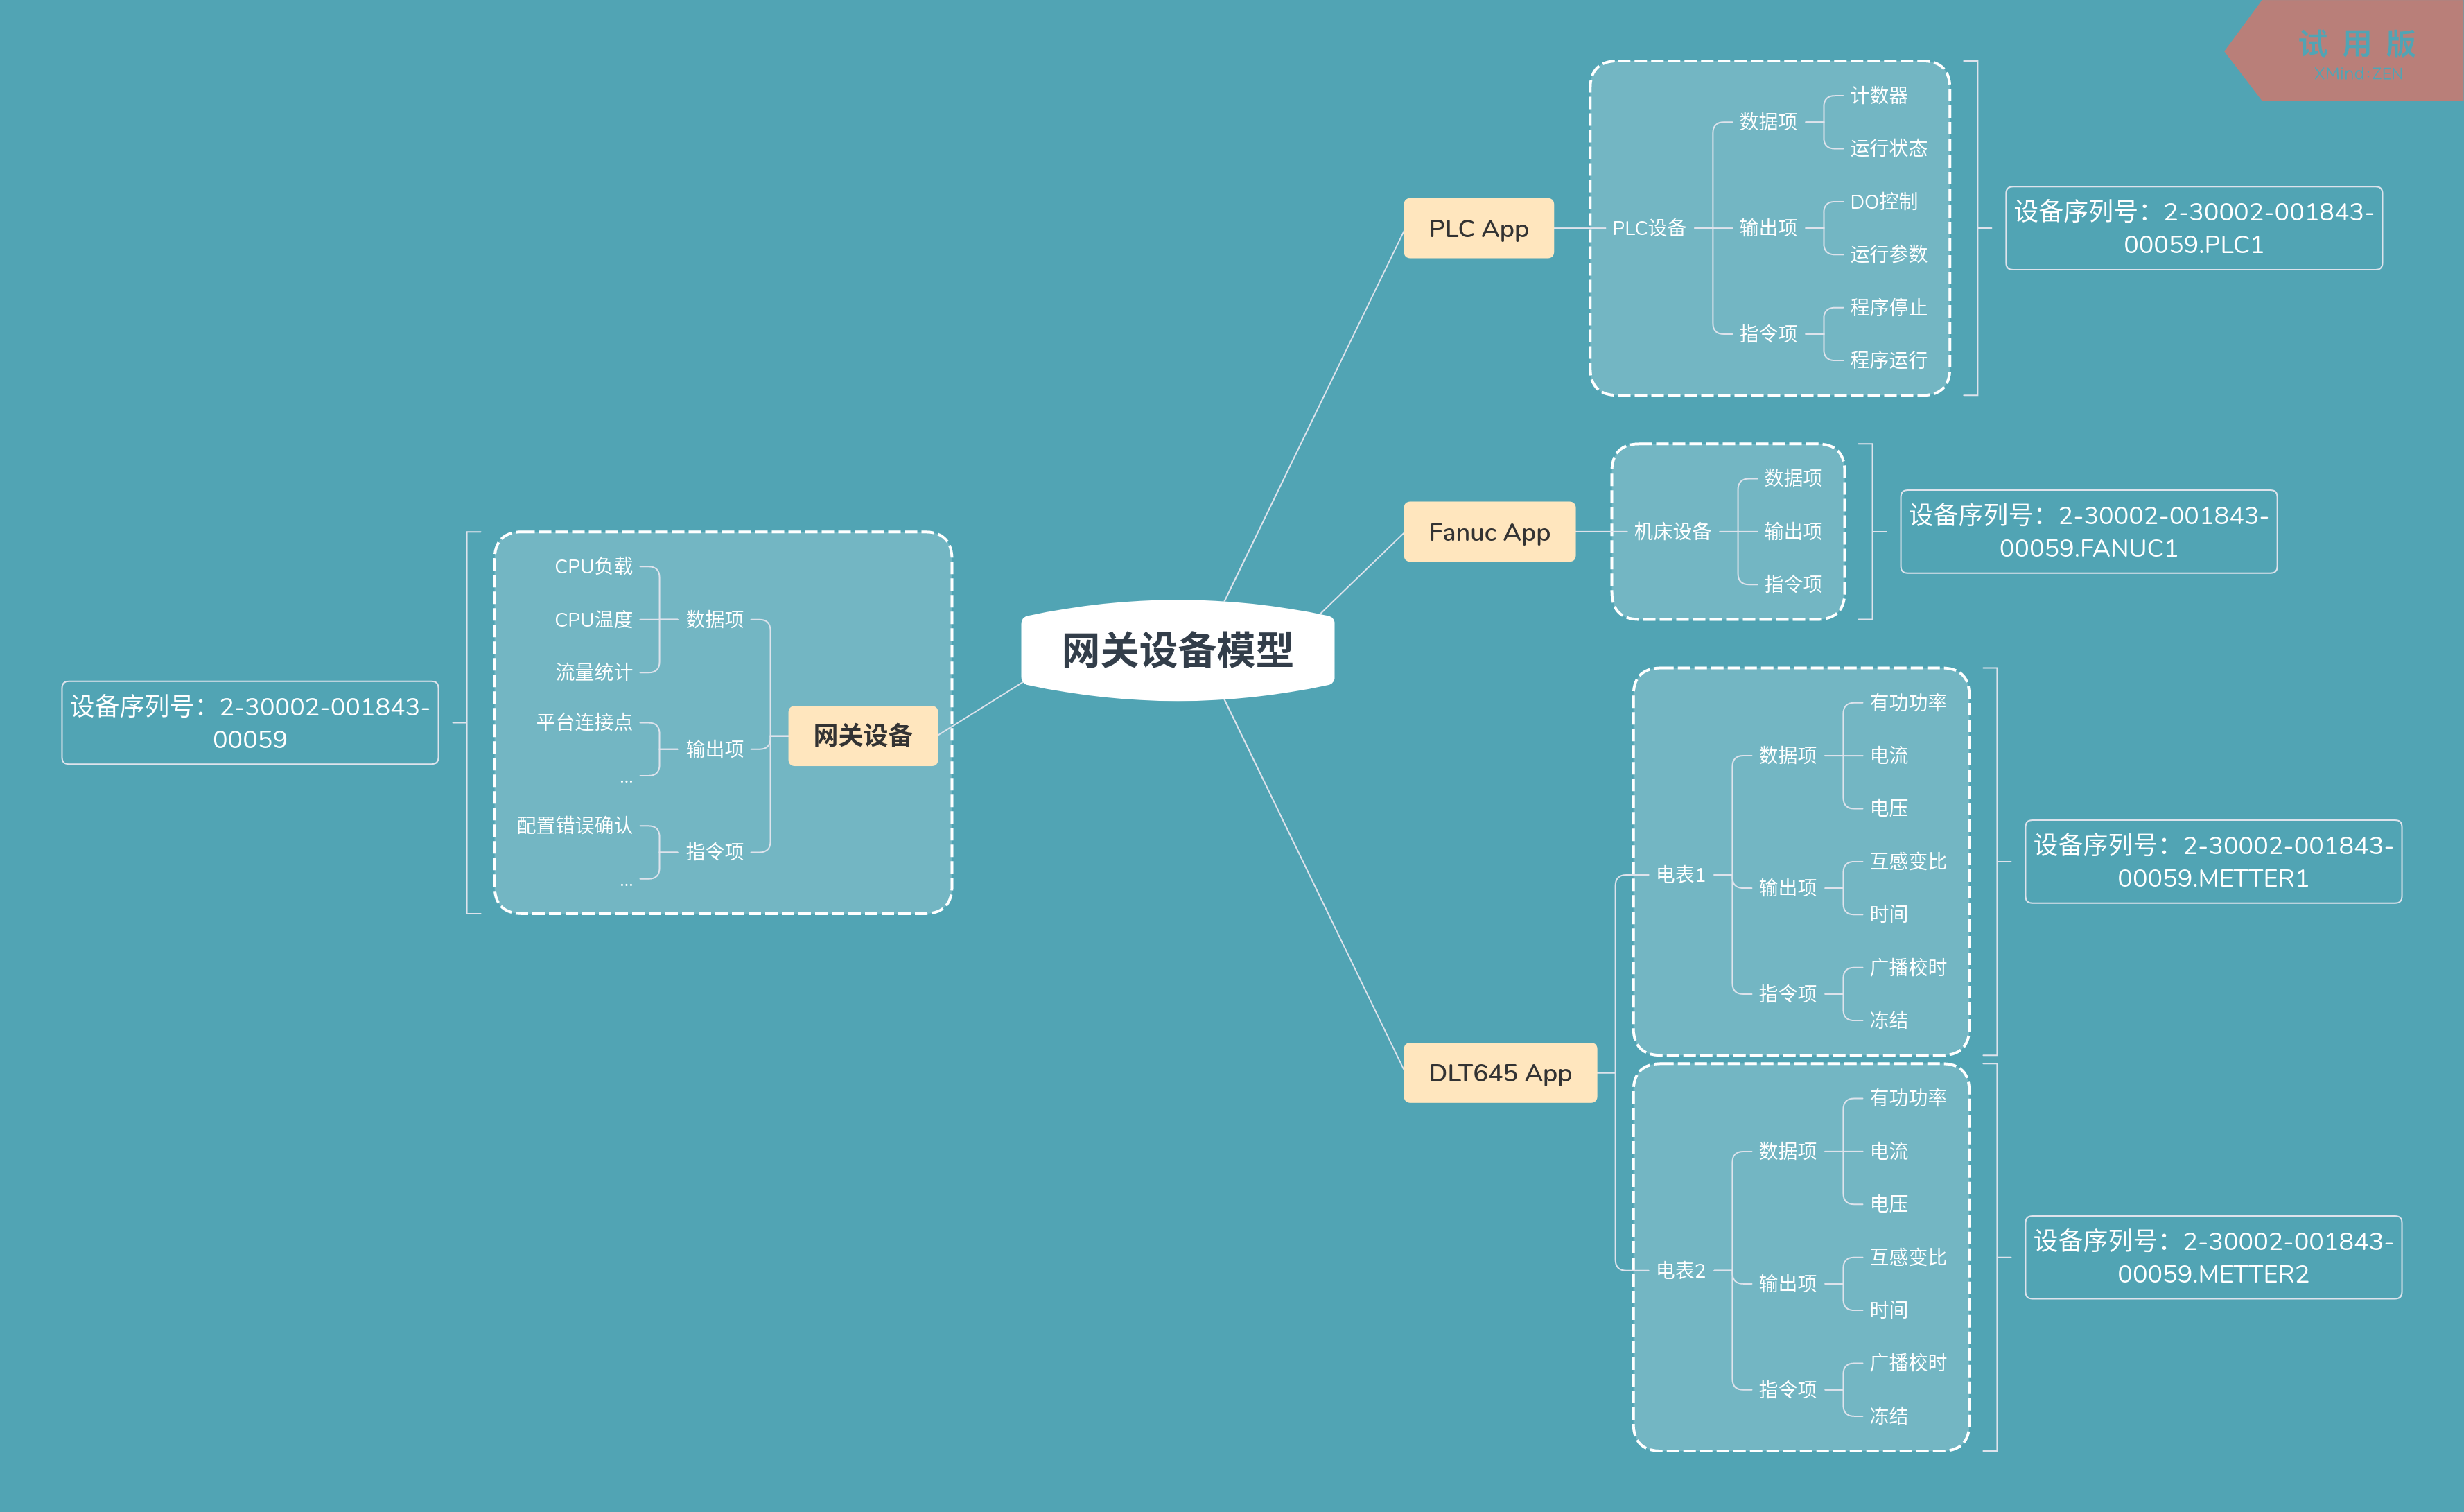 试用版
XMind:ZEN
网关设备模型
PLC App
PLC设备
数据项
计数器
运行状态
输出项
DO控制
运行参数
指令项
程序停止
程序运行
设备序列号：2-30002-001843-
00059.PLC1
Fanuc App
机床设备
数据项
输出项
指令项
设备序列号：2-30002-001843-
00059.FANUC1
DLT645 App
电表1
数据项
有功功率
电流
电压
输出项
互感变比
时间
指令项
广播校时
冻结
设备序列号：2-30002-001843-
00059.METTER1
电表2
数据项
有功功率
电流
电压
输出项
互感变比
时间
指令项
广播校时
冻结
设备序列号：2-30002-001843-
00059.METTER2
网关设备
数据项
CPU负载
CPU温度
流量统计
输出项
平台连接点
...
指令项
配置错误确认
...
设备序列号：2-30002-001843-
00059